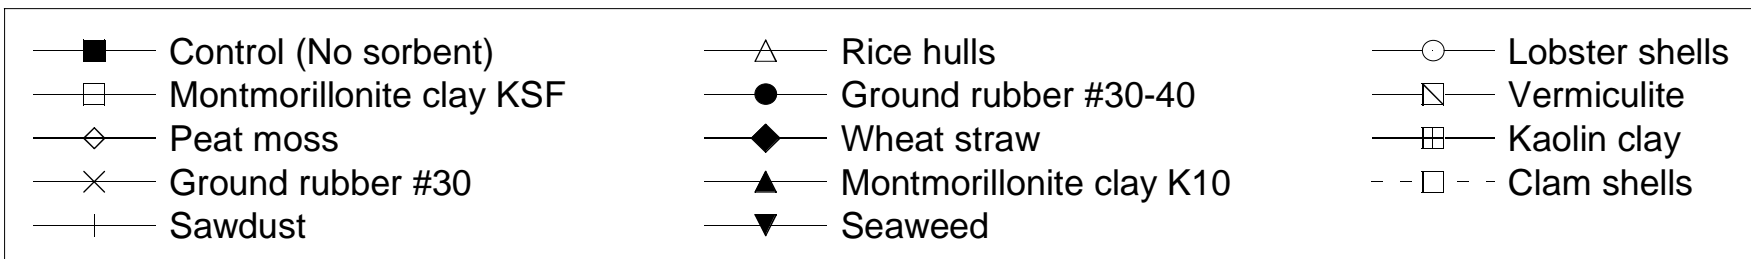 Control (No sorbent)
Montmorillonite clay KSF
Peat moss
Ground rubber #30
Sawdust
Rice hulls
Ground rubber #30-40
Wheat straw
Montmorillonite clay K10
Seaweed
Lobster shells
Vermiculite
Kaolin clay
Clam shells